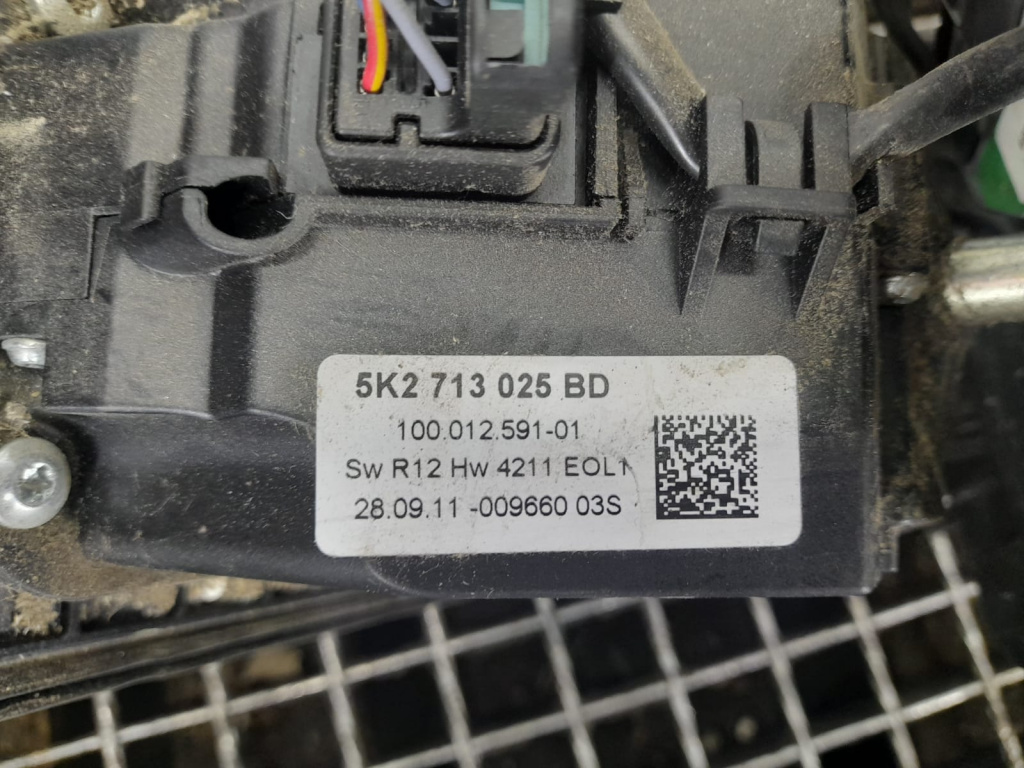 5K2 713 025 BD
100.012.591-01
Sw R12 Hw 4211 EOL1
28.09.11 -009660 03S